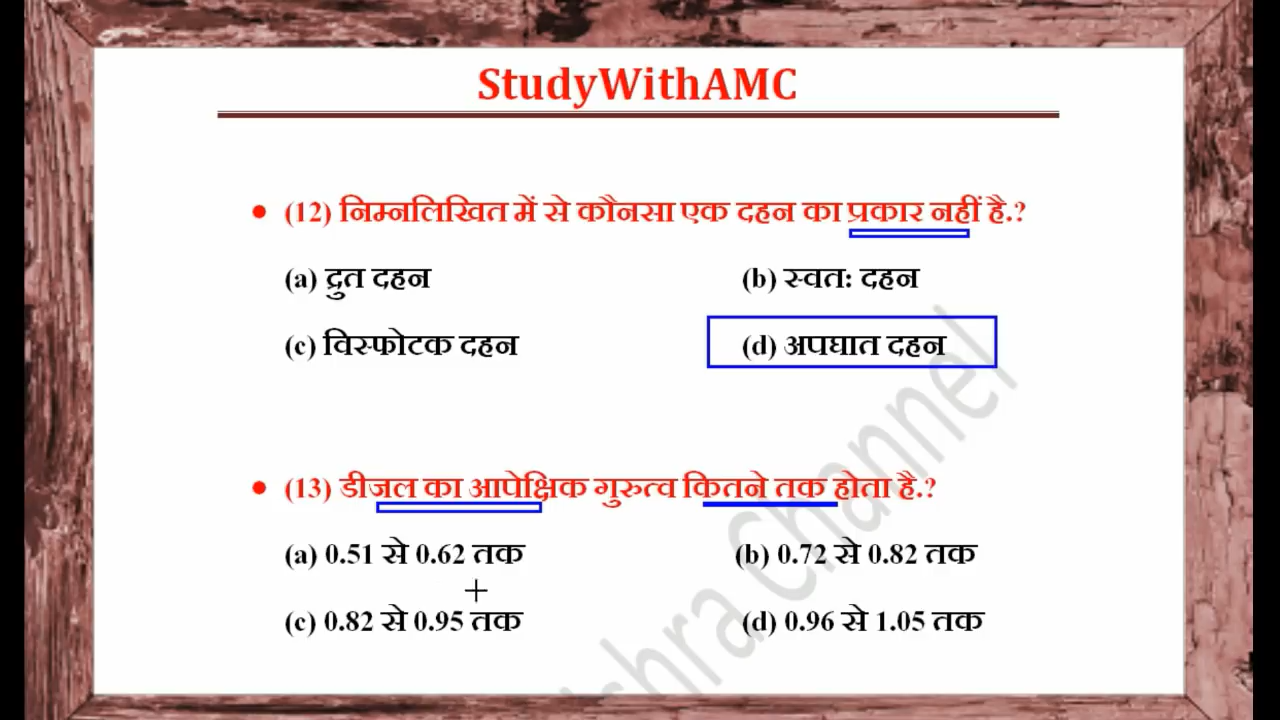 StudyWithAMC
• (12) निम्नलिखित में से कौनसा एक दहन का प्रकार नहीं है.?
(a) द्रुत दहन (b) स्वतः दहन
(c) विस्फोटक दहन (d) अपघात दहन
• (13) डीजल का आपेक्षिक गुरुत्व कितने तक होता है.?
(a) 0.51 से 0.62 तक (b) 0.72 से 0.82 तक
(c) 0.82 से 0.95 तक (d) 0.96 से 1.05 तक
Channel